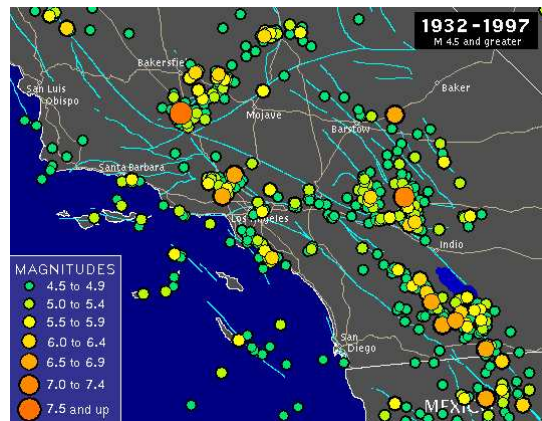 1932-1997
M 4.5 and greater
Bakersfie
Baker
San Luis
Obispo
Mojave
Barstow
Santa Barbara
Los Angeles
Indio
MAGNITUDES
4.5 to 4.9
5.0 to 5.4
5.5 to 5.9
6.0 to 6.4
6.5 to 6.9
7.0 to 7.4
7.5 and up
San
Diego
MEXICO